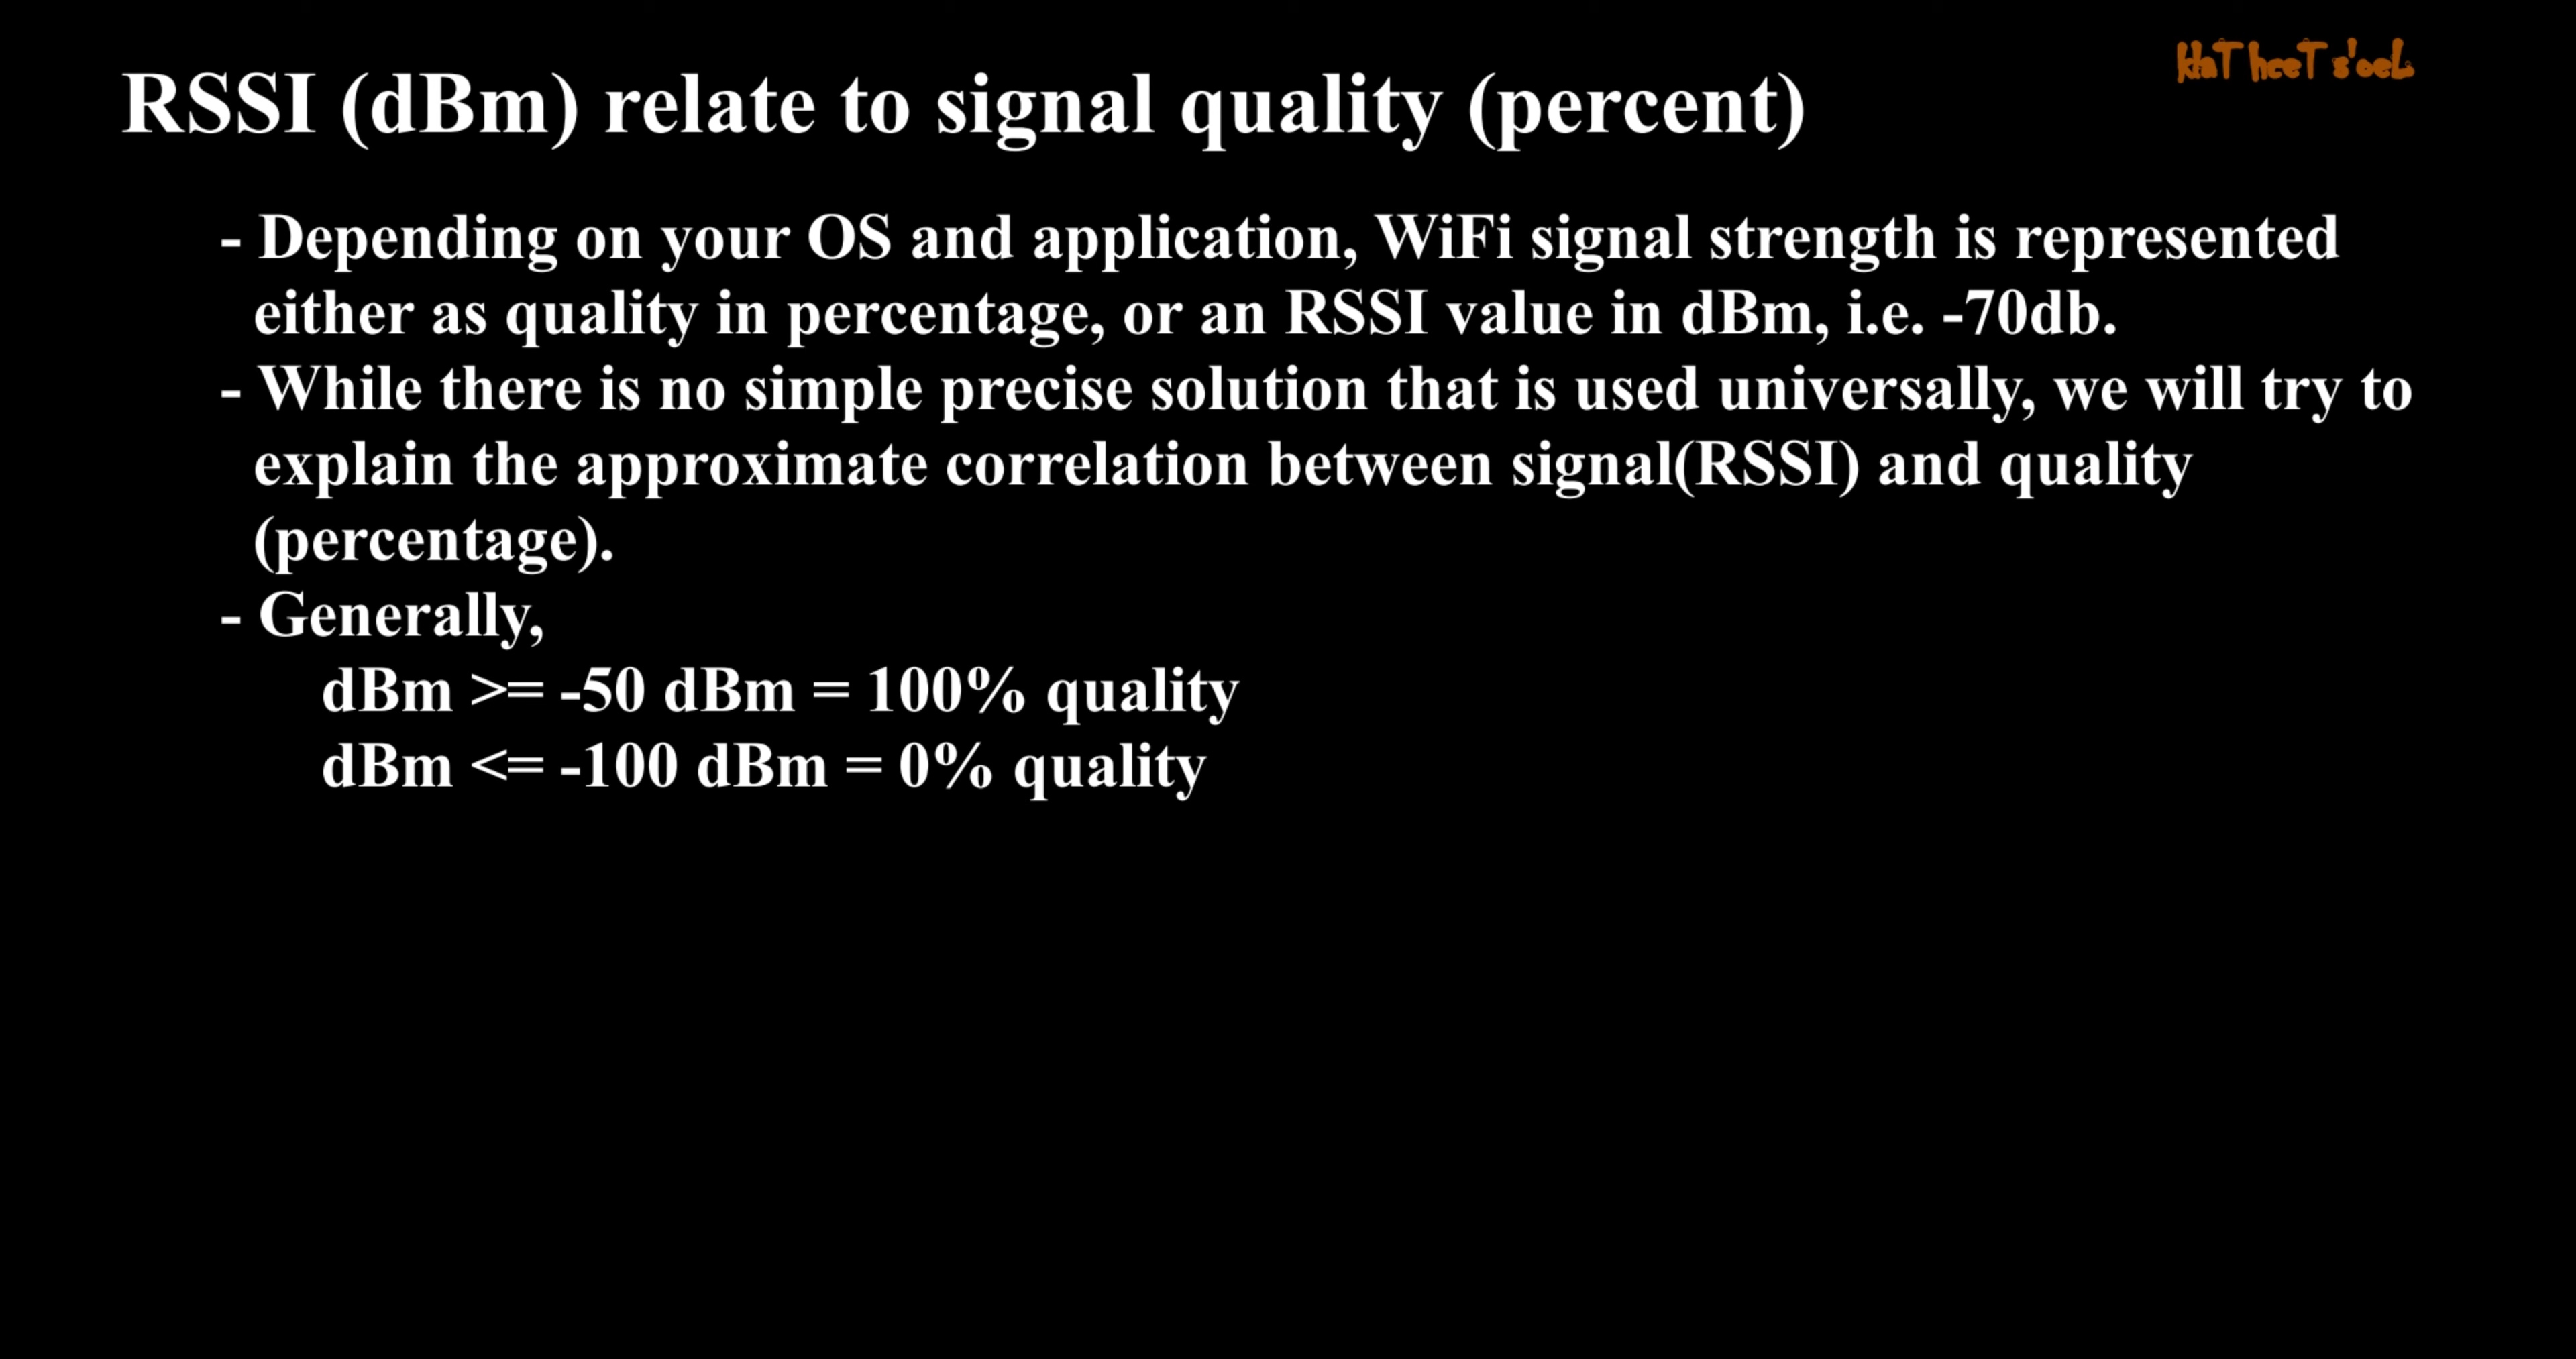 klaT hceeT s'oeL
RSSI (dBm) relate to signal quality (percent)
- Depending on your OS and application, WiFi signal strength is represented
either as quality in percentage, or an RSSI value in dBm, i.e. -70db.
- While there is no simple precise solution that is used universally, we will try to
explain the approximate correlation between signal(RSSI) and quality
(percentage).
- Generally,
dBm >= -50 dBm = 100% quality
dBm <= -100 dBm = 0% quality